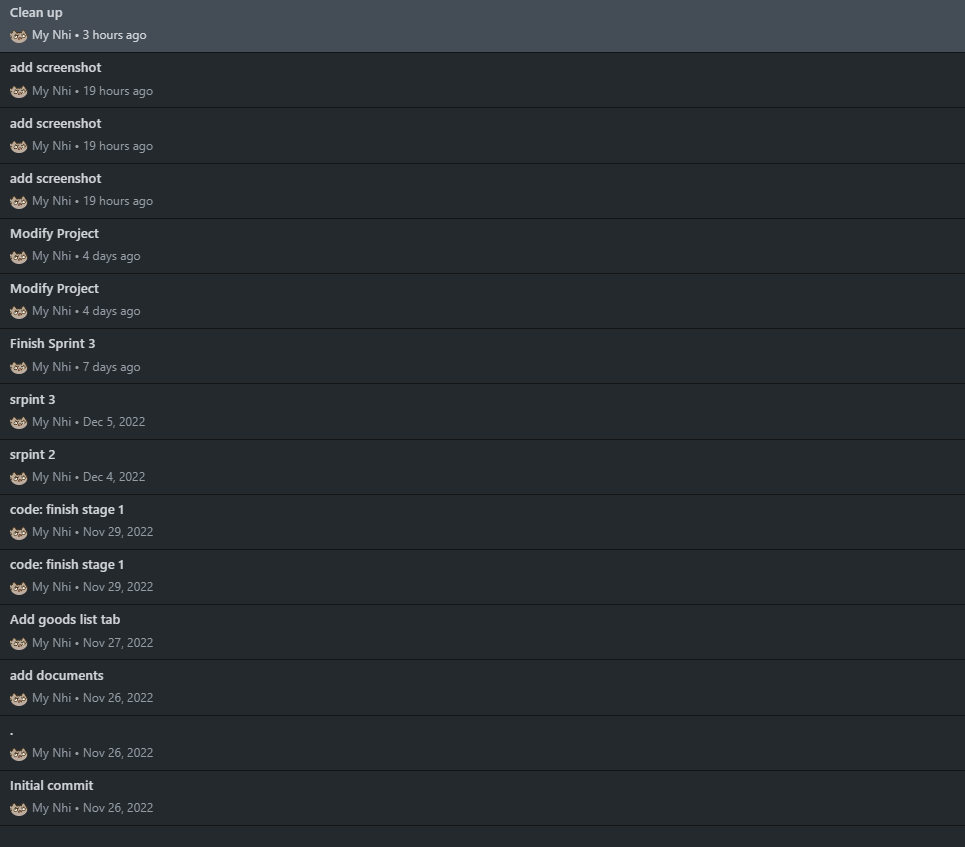 Clean up
My Nhi • 3 hours ago
add screenshot
My Nhi • 19 hours ago
add screenshot
My Nhi • 19 hours ago
add screenshot
My Nhi • 19 hours ago
Modify Project
My Nhi • 4 days ago
Modify Project
My Nhi • 4 days ago
Finish Sprint 3
My Nhi • 7 days ago
srpint 3
My Nhi • Dec 5, 2022
srpint 2
My Nhi • Dec 4, 2022
code: finish stage 1
My Nhi • Nov 29, 2022
code: finish stage 1
My Nhi • Nov 29, 2022
Add goods list tab
My Nhi • Nov 27, 2022
add documents
My Nhi • Nov 26, 2022
.
My Nhi • Nov 26, 2022
Initial commit
My Nhi • Nov 26, 2022